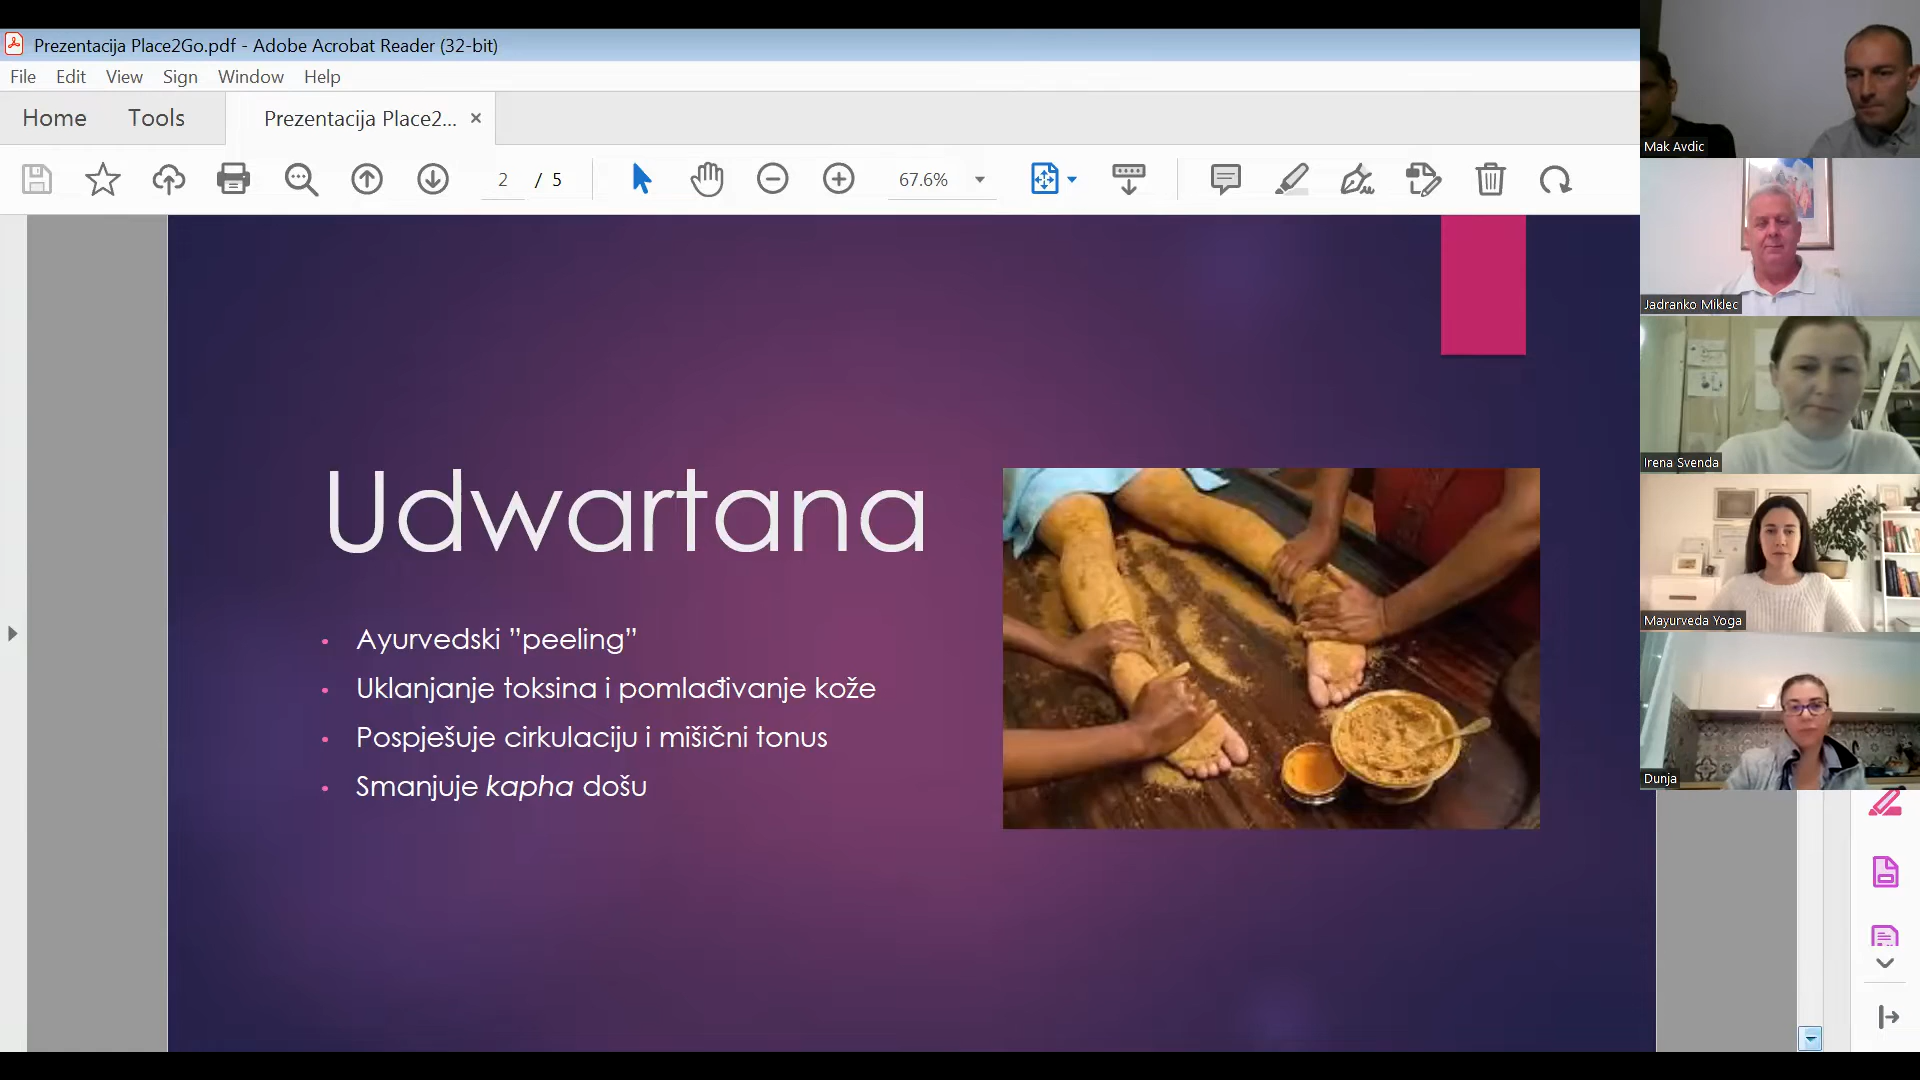 Prezentacija Place2Go.pdf - Adobe Acrobat Reader (32-bit)
File Edit View Sign Window Help
Home Tools Prezentacija Place2... ×
2 / 5 67.6%
Udwartana
• Ayurvedski ”peeling”
• Uklanjanje toksina i pomlađivanje kože
• Pospješuje cirkulaciju i mišični tonus
• Smanjuje kapha došu
Mak Avdic
Jadranko Miklec
Irena Svenda
Mayurveda Yoga
Dunja